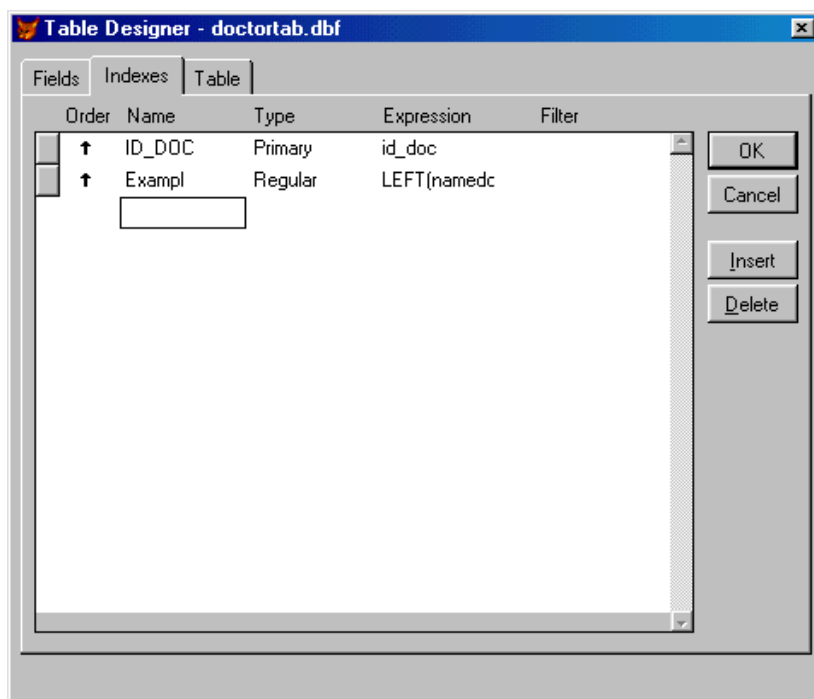 Table Designer - doctortab.dbf
Fields Indexes Table
Order Name Type Expression Filter
ID_DOC Primary id_doc
Exampl Regular LEFT(namedc
OK
Cancel
Insert
Delete